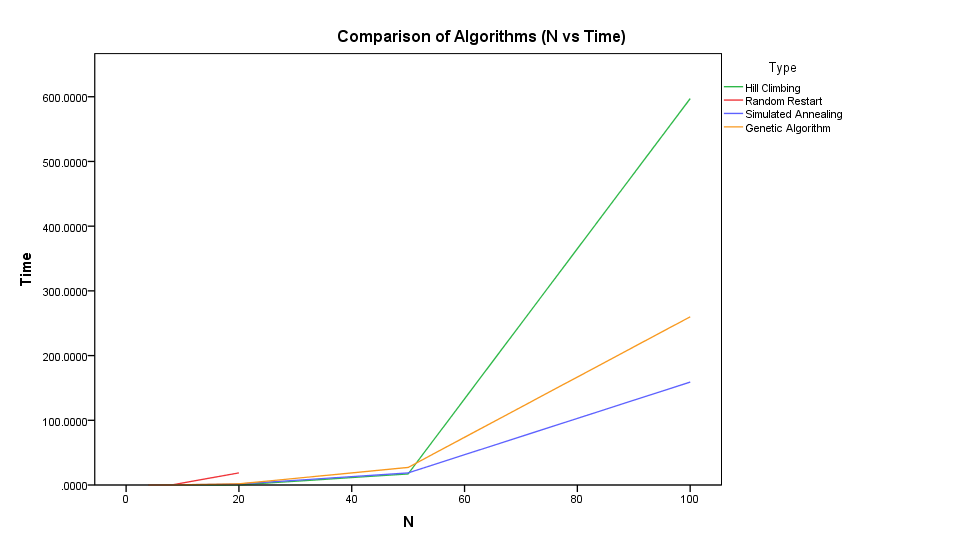 Comparison of Algorithms (N vs Time)
Type
Hill Climbing
Random Restart
Simulated Annealing
Genetic Algorithm
600.0000
500.0000
400.0000
300.0000
200.0000
100.0000
.0000
Time
0 20 40 60 80 100
N